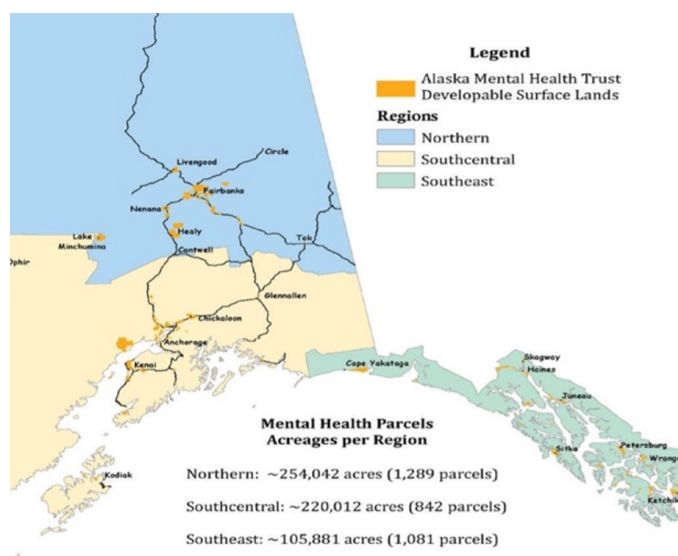 Legend
Alaska Mental Health Trust
Developable Surface Lands
Regions
Northern
Southcentral
Southeast
Circle
Livengood
Fairbanks
Nenana
Healy
Lake
Minchumina
Cantwell
Tok
Ophir
Glennallen
Chickaloon
Anchorage
Kenai
Kodiak
Cape Yakataga
Skagway
Haines
Juneau
Sitka
Petersburg
Wrange
Ketchik
Mental Health Parcels
Acreages per Region
Northern: ~254,042 acres (1,289 parcels)
Southcentral: ~220,012 acres (842 parcels)
Southeast: ~105,881 acres (1,081 parcels)